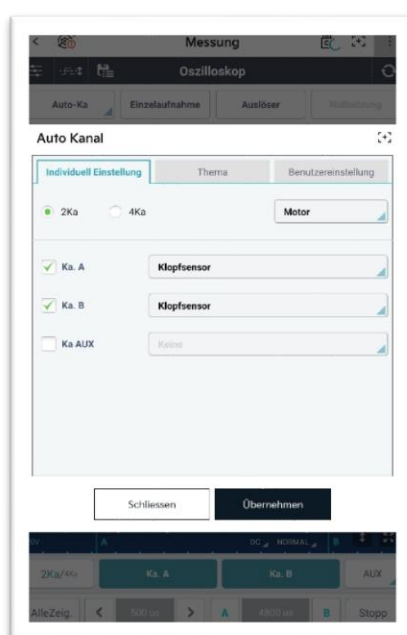 Messung
Oszilloskop
Auto-Ka Einzelaufnahme Auslöser Nullsetzung
Auto Kanal
Individuell Einstellung Thema Benutzereinstellung
2Ka 4Ka Motor
Ka. A Klopfsensor
Ka. B Klopfsensor
Ka AUX Keine
Schliessen Übernehmen
A DC NORMAL B
2Ka/4Ka Ka. A Ka. B AUX
AlleZeig. 500 us A 4800 us B Stopp